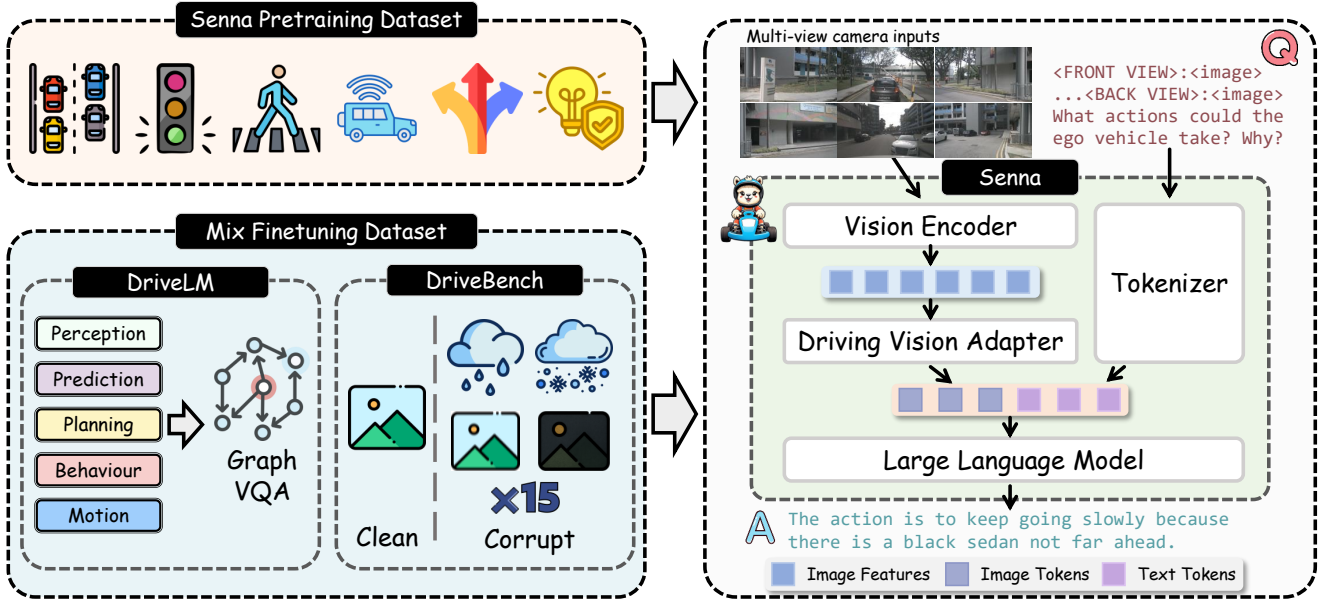 Senna Pretraining Dataset
Mix Finetuning Dataset
DriveLM
Perception
Prediction
Planning
Behaviour
Motion
Graph
VQA
DriveBench
Clean
×15
Corrupt
Multi-view camera inputs
Q
<FRONT VIEW>:<image>
...<BACK VIEW>:<image>
What actions could the
ego vehicle take? Why?
Senna
Vision Encoder
Tokenizer
Driving Vision Adapter
Large Language Model
A
The action is to keep going slowly because
there is a black sedan not far ahead.
Image Features
Image Tokens
Text Tokens